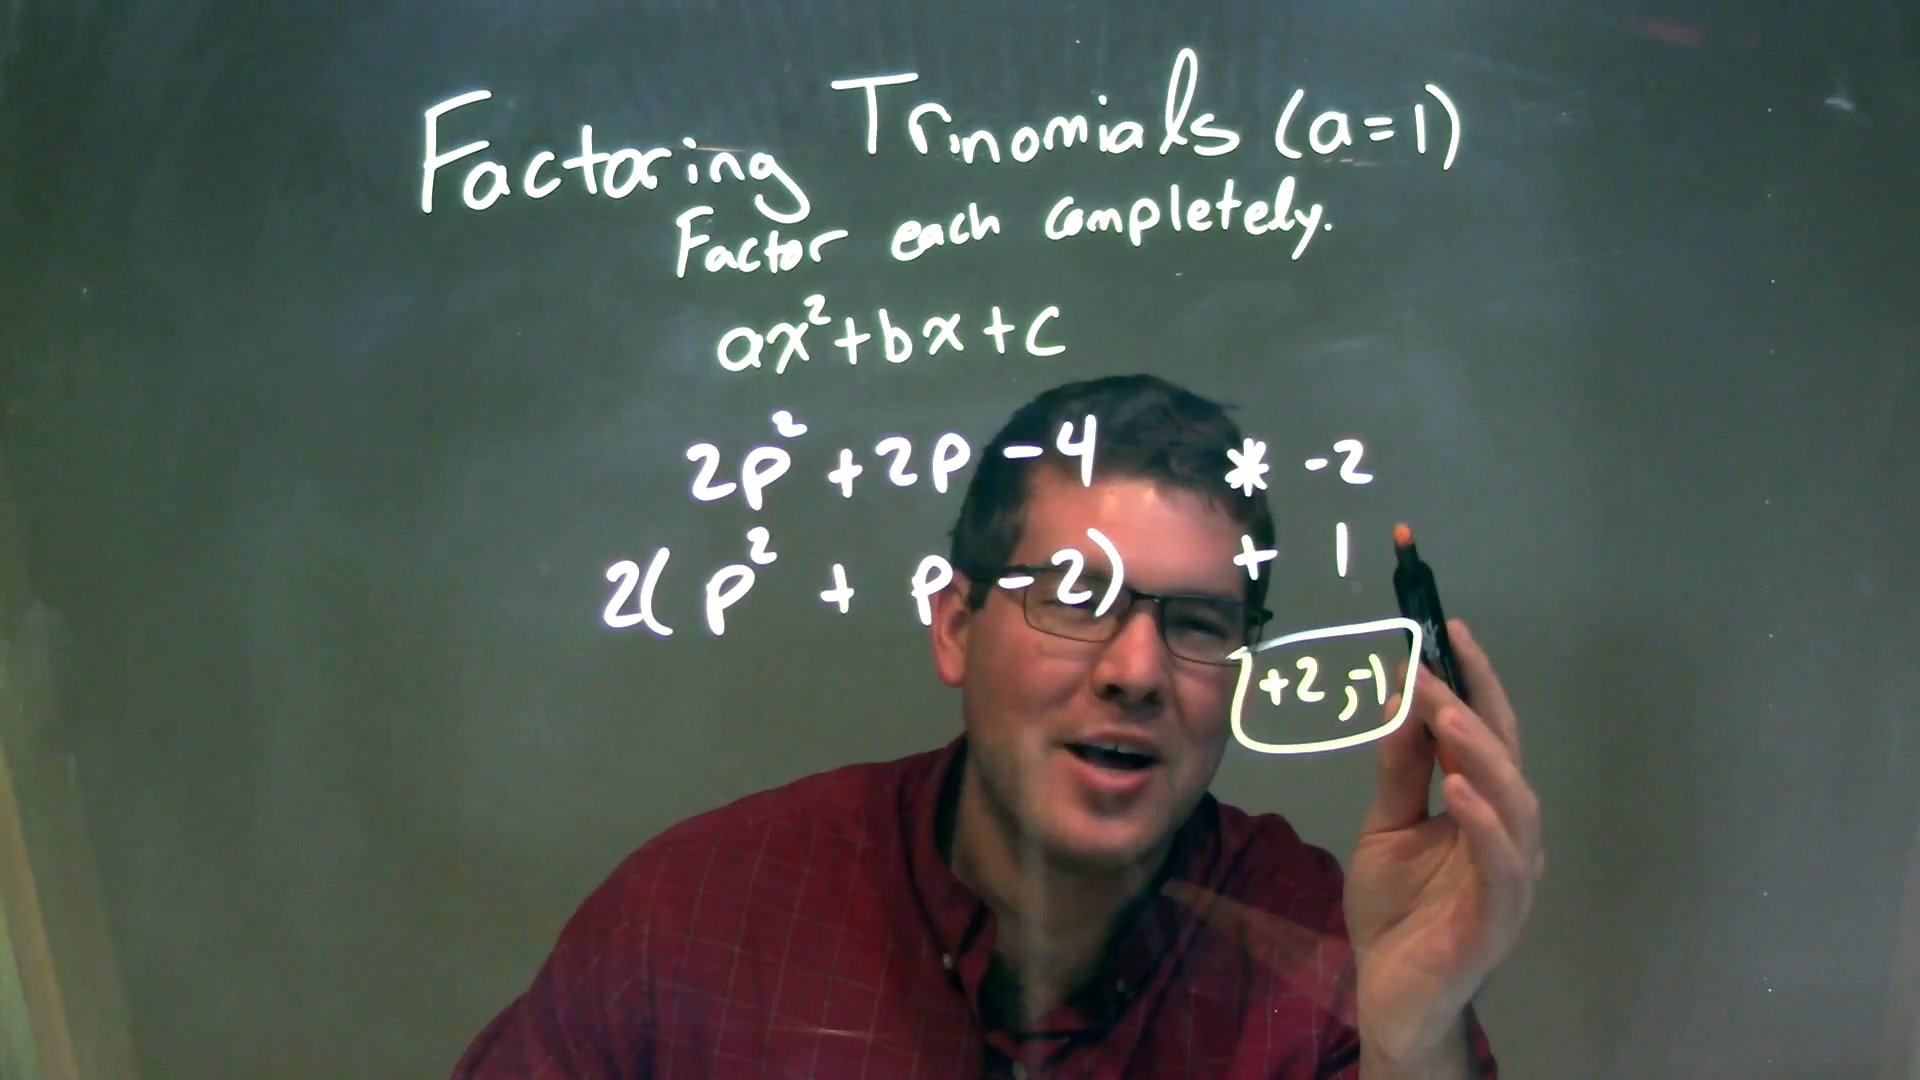 Factoring Trinomials (a=1)
Factor each completely.
ax²+bx+c
2p²+2p-4 * -2
2(p² + p -2) + 1
+2,-1